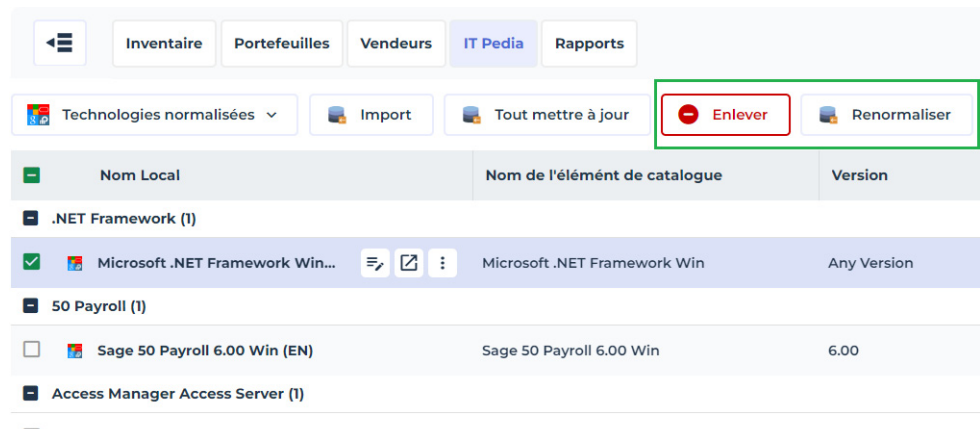 Inventaire Portefeuilles Vendeurs IT Pedia Rapports
Technologies normalisées Import Tout mettre à jour Enlever Renormaliser
Nom Local Nom de l'élémént de catalogue Version
.NET Framework (1)
Microsoft .NET Framework Win... Microsoft .NET Framework Win Any Version
50 Payroll (1)
Sage 50 Payroll 6.00 Win (EN) Sage 50 Payroll 6.00 Win 6.00
Access Manager Access Server (1)